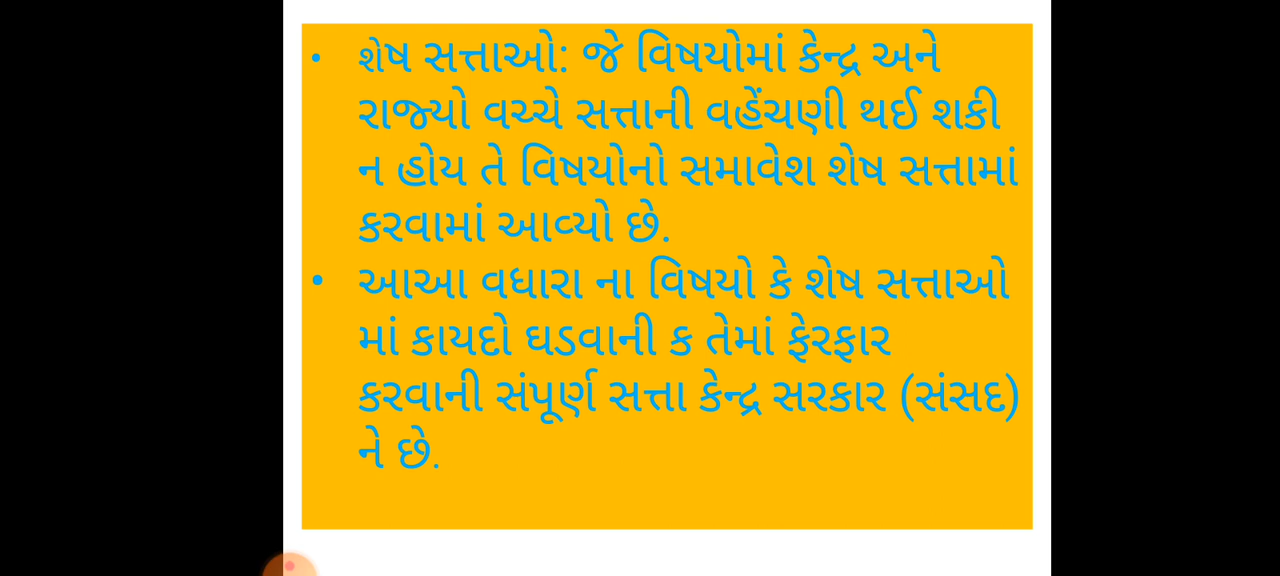 • શેષ સત્તાઓ: જે વિષયોમાં કેન્દ્ર અને
રાજ્યો વચ્ચે સત્તાની વહેંચણી થઈ શકી
ન હોય તે વિષયોનો સમાવેશ શેષ સત્તામાં
કરવામાં આવ્યો છે.
• આઆ વધારા ના વિષયો કે શેષ સત્તાઓ
માં કાયદો ઘડવાની ક તેમાં ફેરફાર
કરવાની સંપૂર્ણ સત્તા કેન્દ્ર સરકાર (સંસદ)
ને છે.